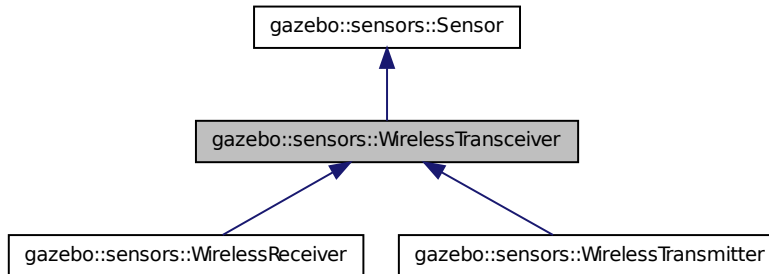 gazebo::sensors::Sensor
gazebo::sensors::WirelessTransceiver
gazebo::sensors::WirelessReceiver
gazebo::sensors::WirelessTransmitter